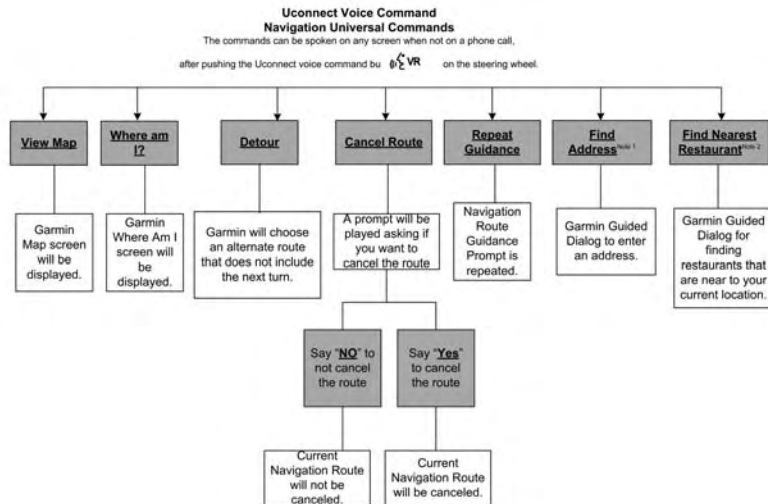 Uconnect Voice Command
Navigation Universal Commands
The commands can be spoken on any screen when not on a phone call,
after pushing the Uconnect voice command bu VR on the steering wheel.
View Map
Where am
I?
Detour
Cancel Route
Repeat
Guidance
Find
Address Note 1
Find Nearest
Restaurant Note 2
Garmin
Map screen
will be
displayed.
Garmin
Where Am I
screen will
be
displayed.
Garmin will choose
an alternate route
that does not include
the next turn.
A prompt will be
played asking if
you want to
cancel the route
Navigation
Route
Guidance
Prompt is
repeated.
Garmin Guided
Dialog to enter
an address.
Garmin Guided
Dialog for
finding
restaurants that
are near to your
current location.
Say "NO" to
not cancel
the route
Say "Yes"
to cancel
the route
Current
Navigation Route
will not be
canceled.
Current
Navigation Route
will be canceled.